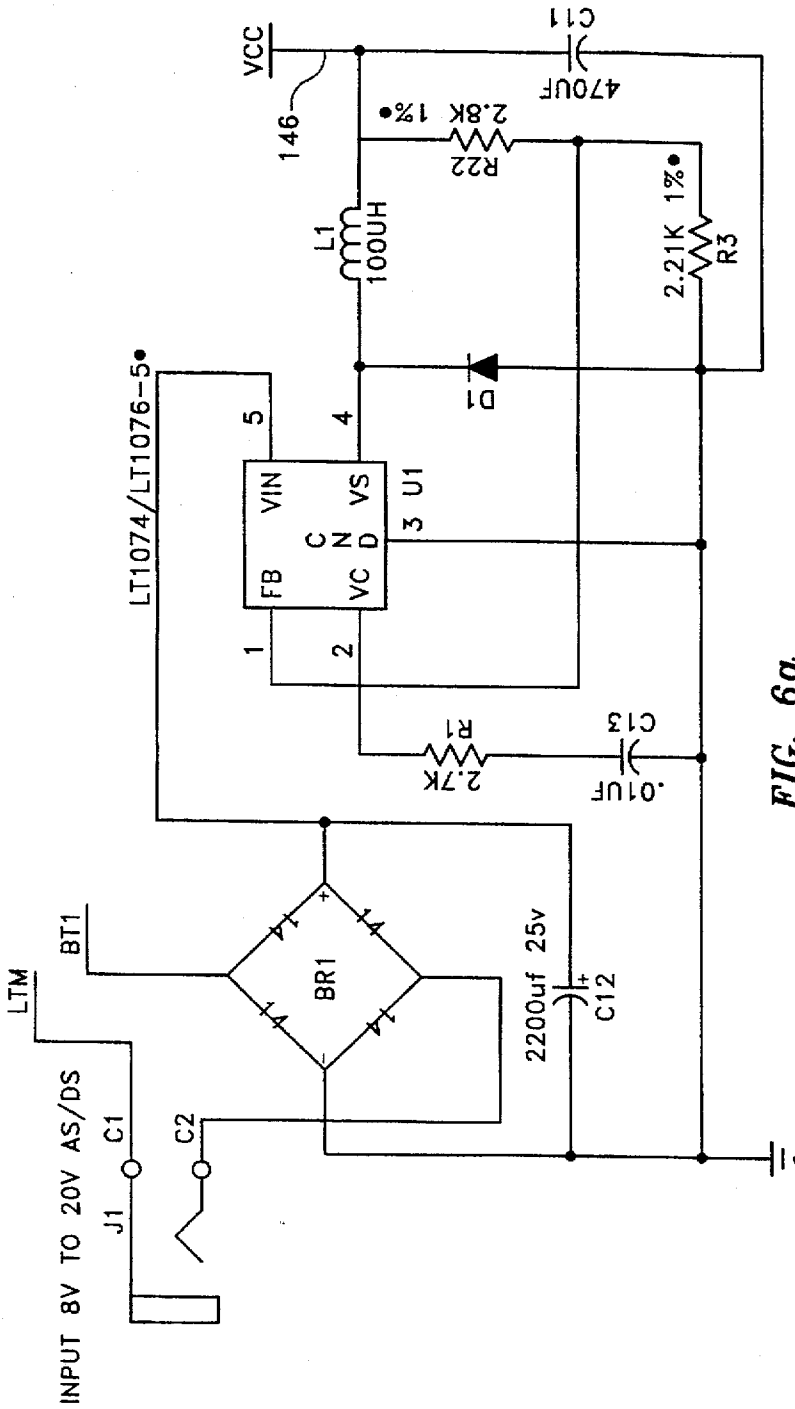 INPUT 8V TO 20V AS/DS
LTM
BT1
J1
C1
C2
BR1
+
-
2200uf 25v
+
C12
LT1074/LT1076-5•
1
FB
VIN
5
2
VC
G
N
D
VS
4
3
U1
R1
2.7K
C13
.01UF
D1
L1
100UH
146
VCC
R22
2.8K 1%•
2.21K 1%•
R3
C11
470UF
FIG. 6a